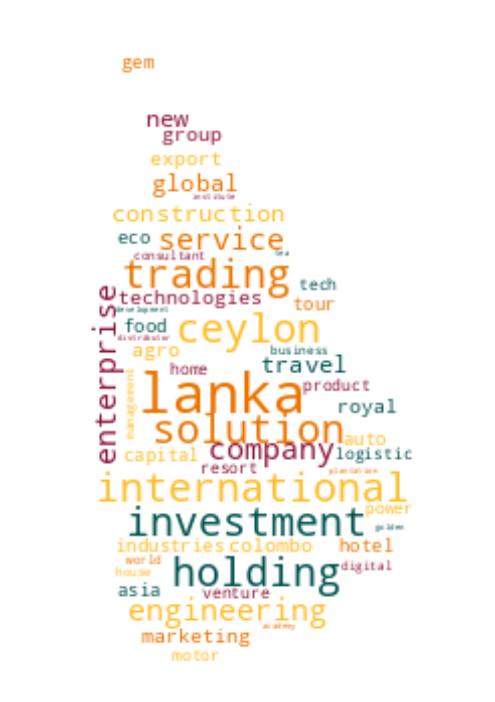 gem
new
group
export
global
institute
construction
eco service
consultant tea
trading
tech
technologies
tour
development
food ceylon
distributor
enterprise
agro business
travel
home
management
lanka product
royal
solution auto
company
capital logistic
resort plantation
international
power
investment golden
industries colombo hotel
world
house holding digital
asia venture
engineering
academy
marketing
motor